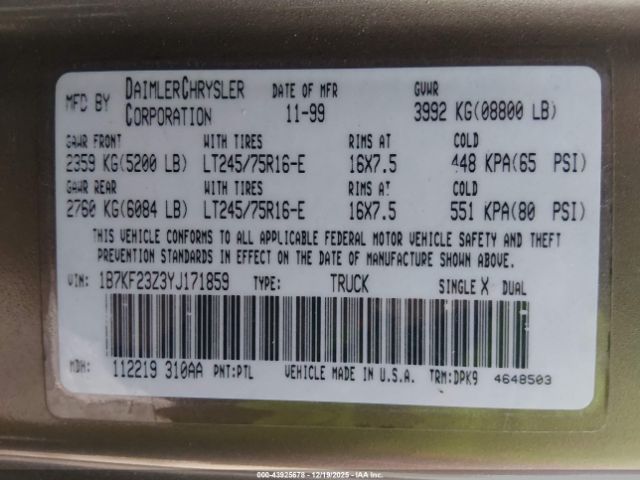 MFD BY DAIMLERCHRYSLER CORPORATION DATE OF MFR 11-99 GVWR 3992 KG(08800 LB)
GAWR FRONT WITH TIRES RIMS AT COLD
2359 KG(5200 LB) LT245/75R16-E 16X7.5 448 KPA(65 PSI)
GAWR REAR WITH TIRES RIMS AT COLD
2760 KG(6084 LB) LT245/75R16-E 16X7.5 551 KPA(80 PSI)
THIS VEHICLE CONFORMS TO ALL APPLICABLE FEDERAL MOTOR VEHICLE SAFETY AND THEFT
PREVENTION STANDARDS IN EFFECT ON THE DATE OF MANUFACTURE SHOWN ABOVE.
VIN: 1B7KF23Z3YJ171859 TYPE: TRUCK SINGLE X DUAL
MDH: 112219 310AA PNT:PTL VEHICLE MADE IN U.S.A. TRM:DPK9 4648503
000-43925678 - 12/19/2025 - IAA Inc.